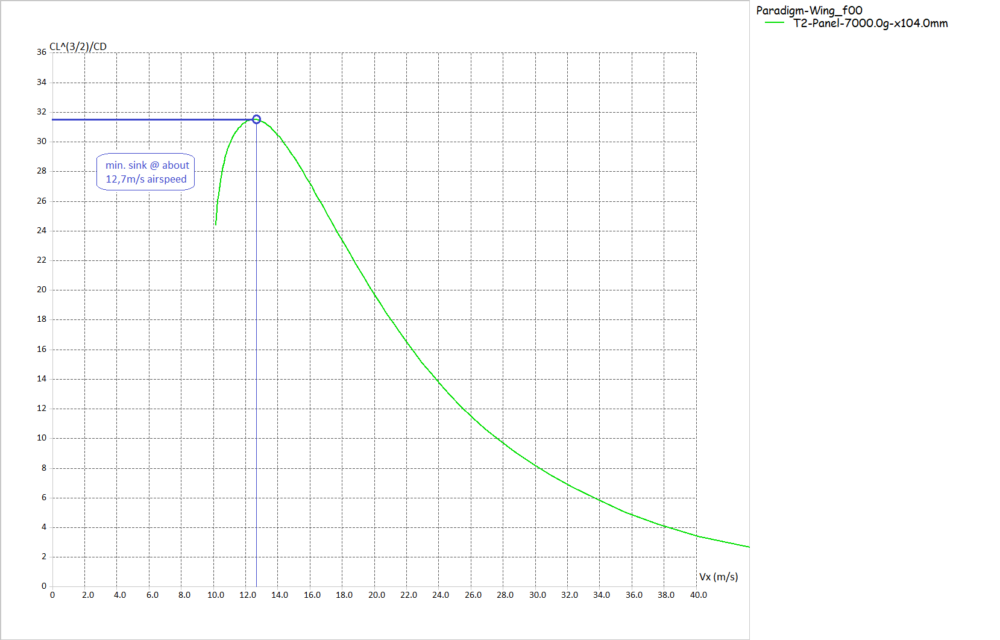 Paradigm-Wing_f00
T2-Panel-7000.0g-x104.0mm
CL^(3/2)/CD
36
34
32
30
28
26
24
22
20
18
16
14
12
10
8
6
4
2
0
min. sink @ about
12,7m/s airspeed
Vx (m/s)
0 2.0 4.0 6.0 8.0 10.0 12.0 14.0 16.0 18.0 20.0 22.0 24.0 26.0 28.0 30.0 32.0 34.0 36.0 38.0 40.0